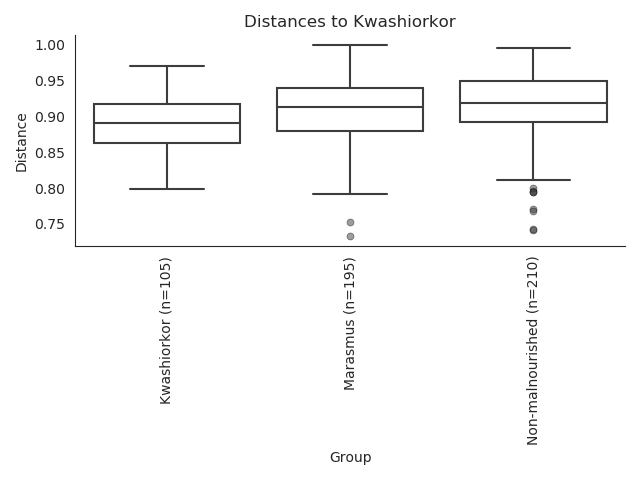 Distances to Kwashiorkor
1.00
0.95
0.90
0.85
0.80
0.75
Distance
Kwashiorkor (n=105)
Marasmus (n=195)
Non-malnourished (n=210)
Group